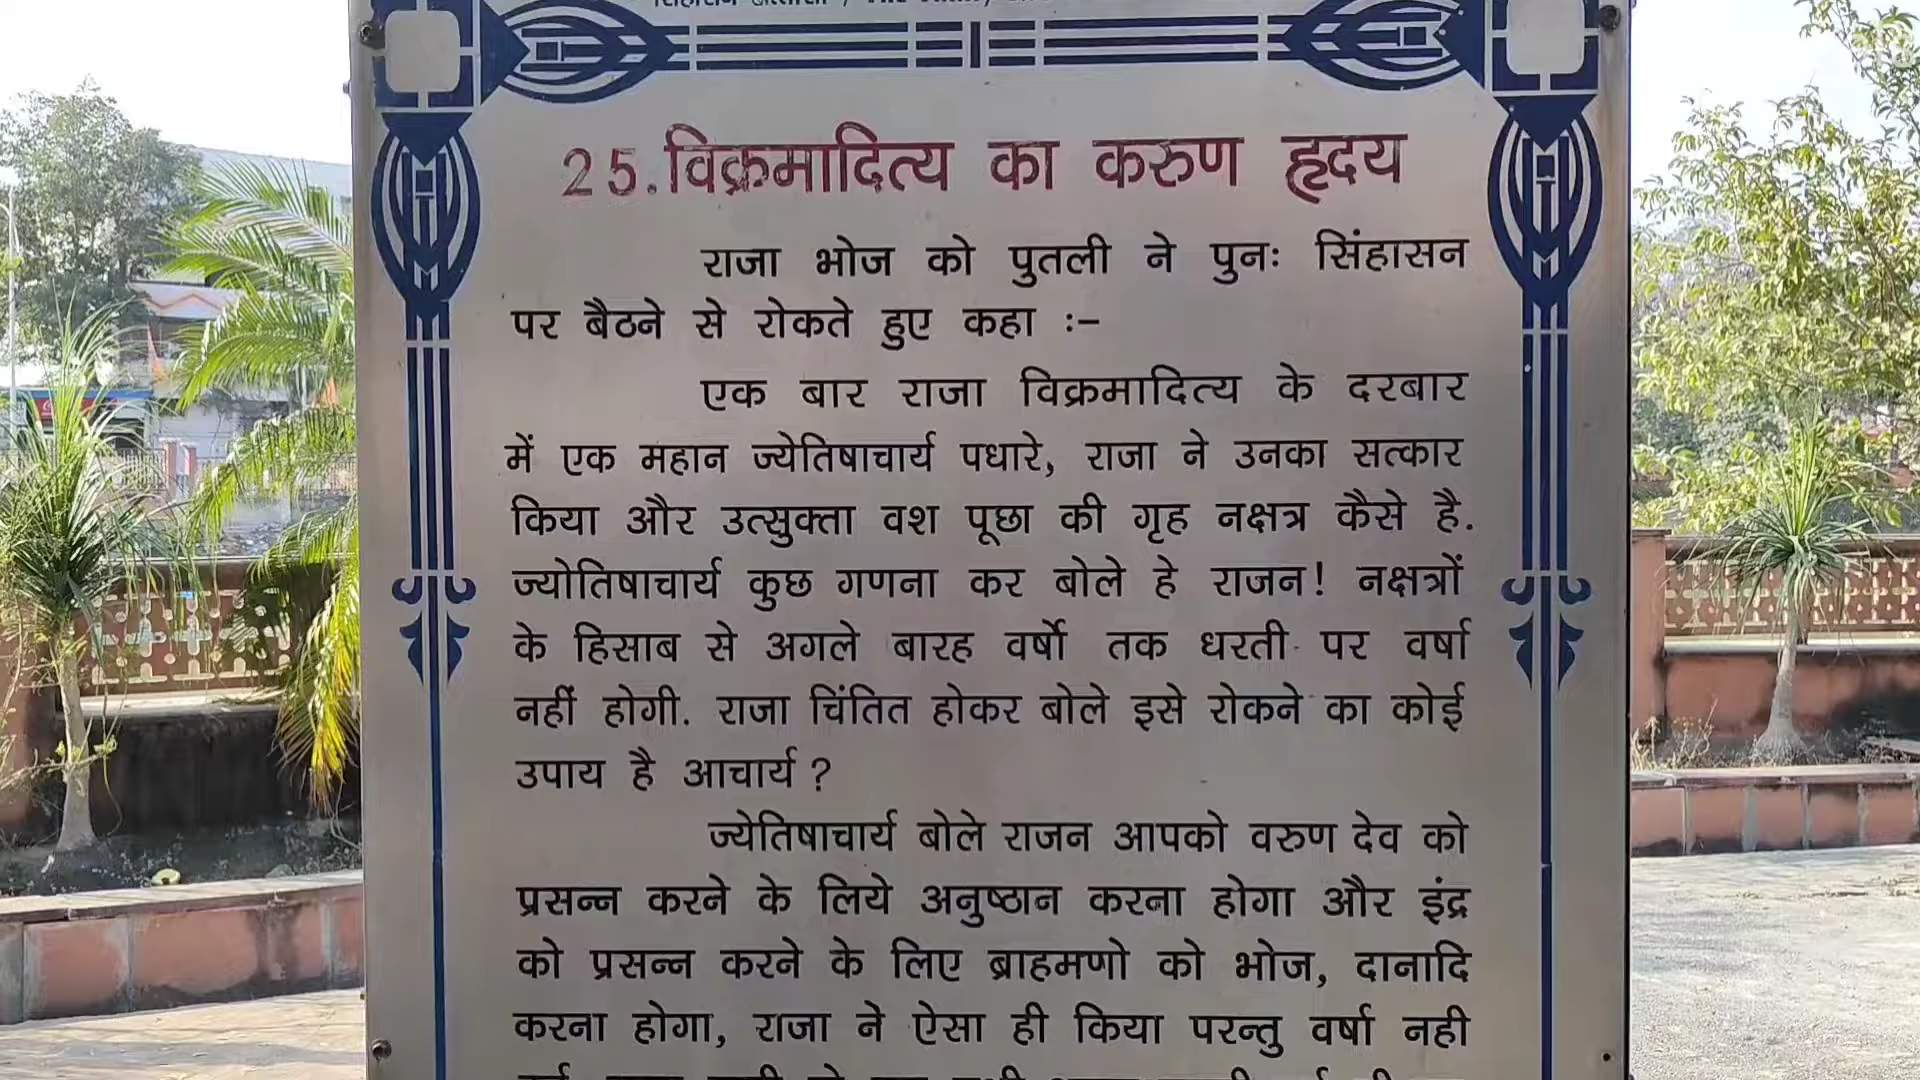 25.विक्रमादित्य का करुण हृदय
राजा भोज को पुतली ने पुनः सिंहासन
पर बैठने से रोकते हुए कहा :–
एक बार राजा विक्रमादित्य के दरबार
में एक महान ज्येतिषाचार्य पधारे, राजा ने उनका सत्कार
किया और उत्सुक्ता वश पूछा की गृह नक्षत्र कैसे है.
ज्योतिषाचार्य कुछ गणना कर बोले हे राजन! नक्षत्रों
के हिसाब से अगले बारह वर्षो तक धरती पर वर्षा
नहीं होगी. राजा चिंतित होकर बोले इसे रोकने का कोई
उपाय है आचार्य ?
ज्येतिषाचार्य बोले राजन आपको वरुण देव को
प्रसन्न करने के लिये अनुष्ठान करना होगा और इंद्र
को प्रसन्न करने के लिए ब्राहमणो को भोज, दानादि
करना होगा, राजा ने ऐसा ही किया परन्तु वर्षा नही